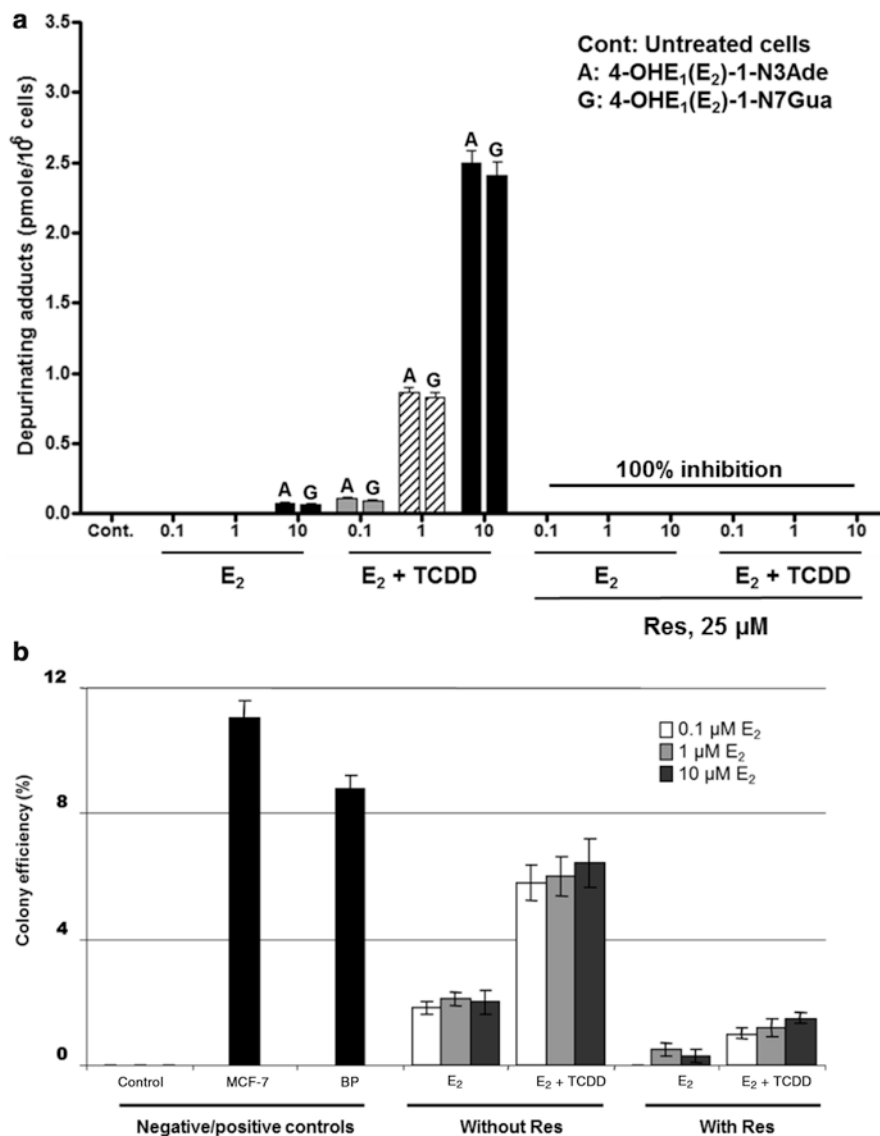 a
3.5
3.0
2.5
2.0
1.5
1.0
0.5
0.0
Depurinating adducts (pmole/10⁶ cells)
Cont: Untreated cells
A: 4-OHE₁(E₂)-1-N3Ade
G: 4-OHE₁(E₂)-1-N7Gua
A G
A G
A G
A G
100% inhibition
Cont. 0.1 1 10 0.1 1 10 0.1 1 10 0.1 1 10
E₂ E₂ + TCDD E₂ E₂ + TCDD
Res, 25 µM
b
12
8
4
0
Colony efficiency (%)
0.1 µM E₂
1 µM E₂
10 µM E₂
Control MCF-7 BP E₂ E₂ + TCDD E₂ E₂ + TCDD
Negative/positive controls Without Res With Res